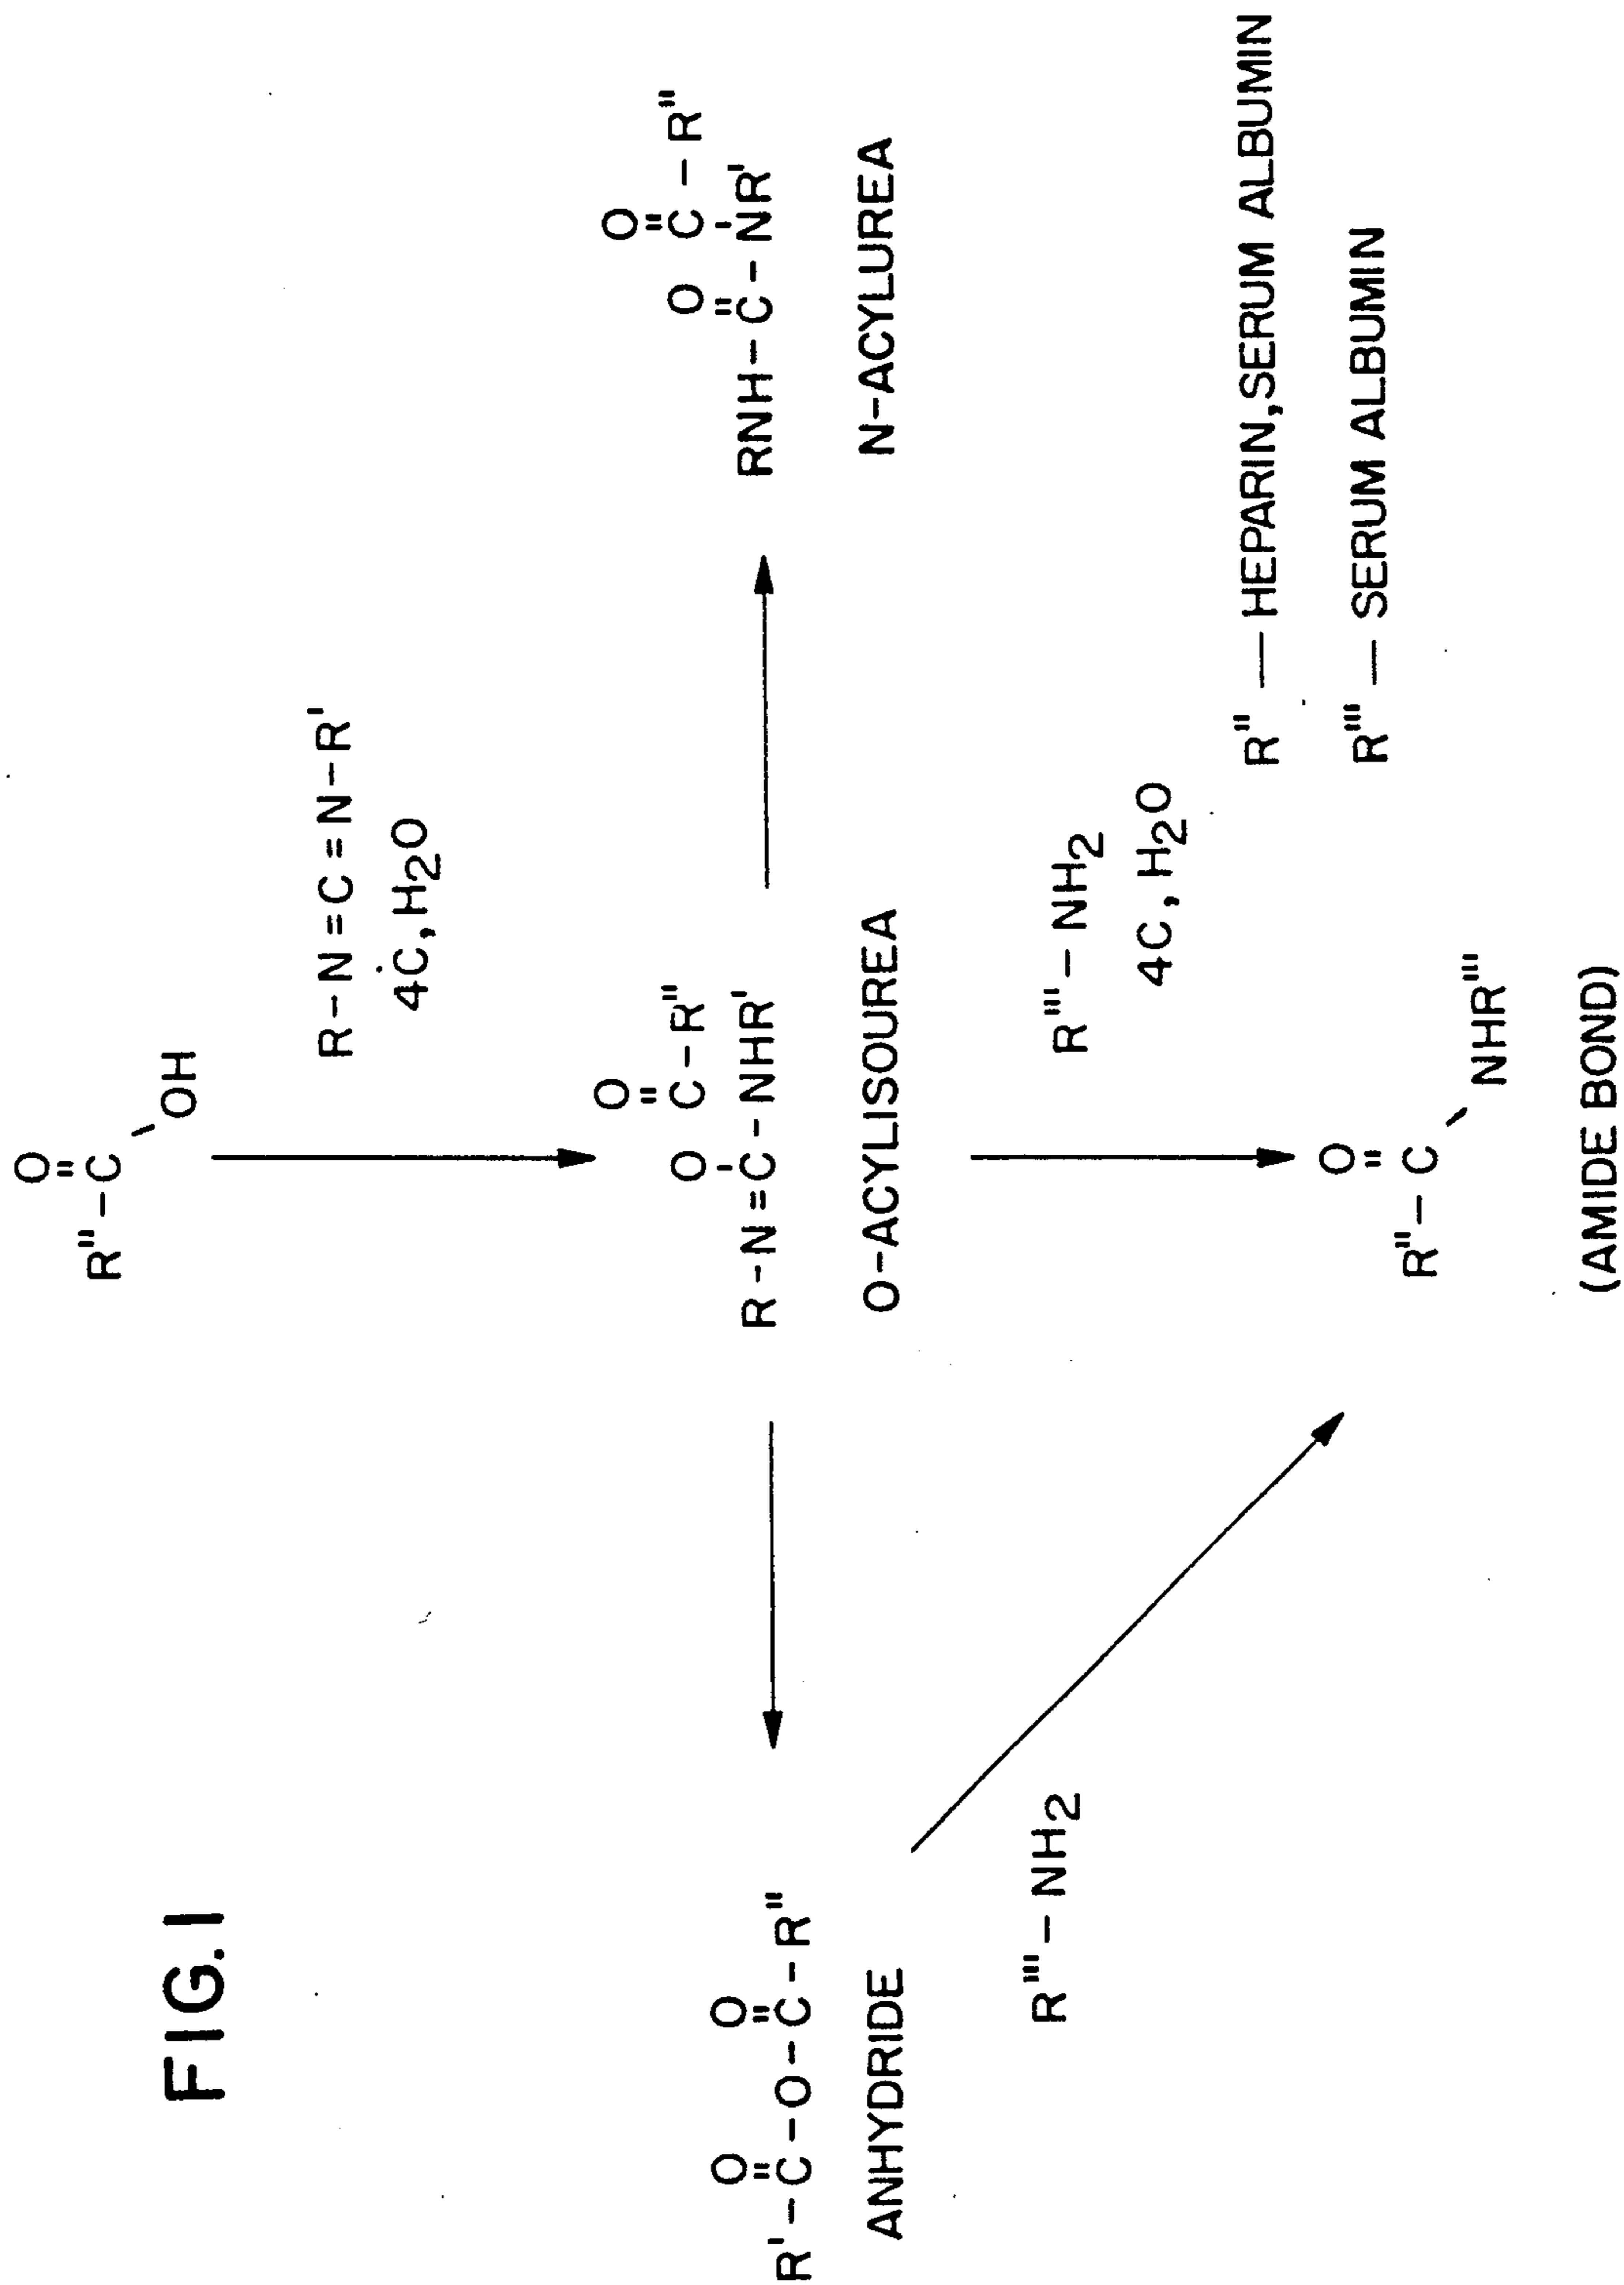 FIG. 1
O
"
R"-C
OH
R-N=C=N-R'
4C, H2O
O
"
O C-R"
R-N=C-NHR'
O-ACYLISOUREA
O
"
O C-R"
" '
RNH-C-NR'
N-ACYLUREA
O O
" "
R'-C-O-C-R"
ANHYDRIDE
R'''-NH2
R'''-NH2
4C, H2O
O
"
R"-C
NHR'''
(AMIDE BOND)
R" — HEPARIN,SERUM ALBUMIN
R''' — SERUM ALBUMIN